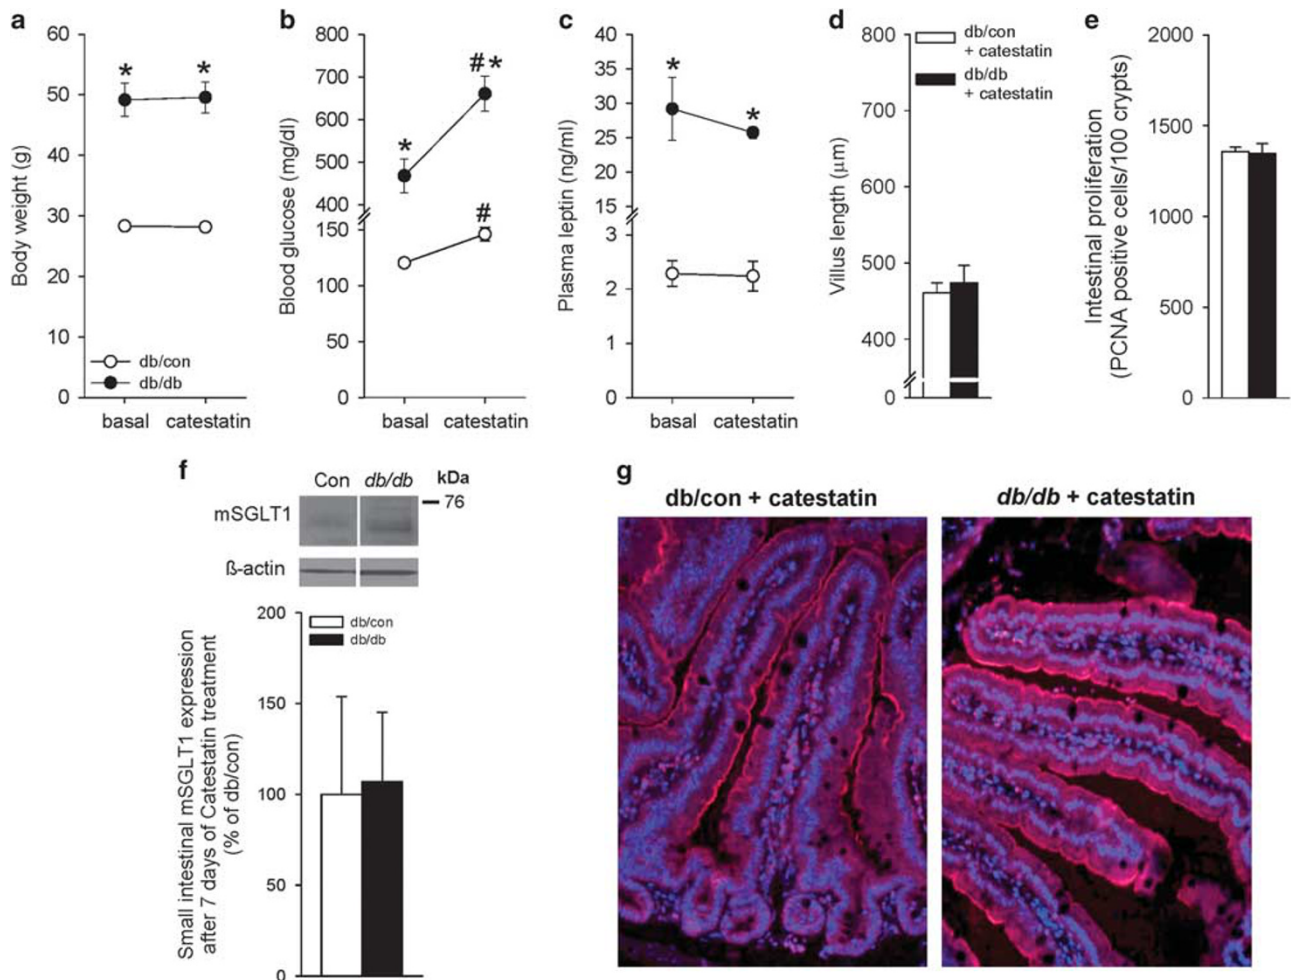 a
60
50
40
30
20
10
0
Body weight (g)
*
*
db/con
db/db
basal catestatin
b
800
700
600
500
400
150
100
50
0
Blood glucose (mg/dl)
# *
*
#
basal catestatin
c
40
35
30
25
20
15
3
2
1
0
Plasma leptin (ng/ml)
*
*
basal catestatin
d
800
700
600
500
400
0
Villus length (µm)
db/con
+ catestatin
db/db
+ catestatin
e
2000
1500
1000
500
0
Intestinal proliferation
(PCNA positive cells/100 crypts)
f
Con db/db kDa
76
mSGLT1
ß-actin
200
150
100
50
0
Small intestinal mSGLT1 expression
after 7 days of Catestatin treatment
(% of db/con)
db/con
db/db
g
db/con + catestatin
db/db + catestatin